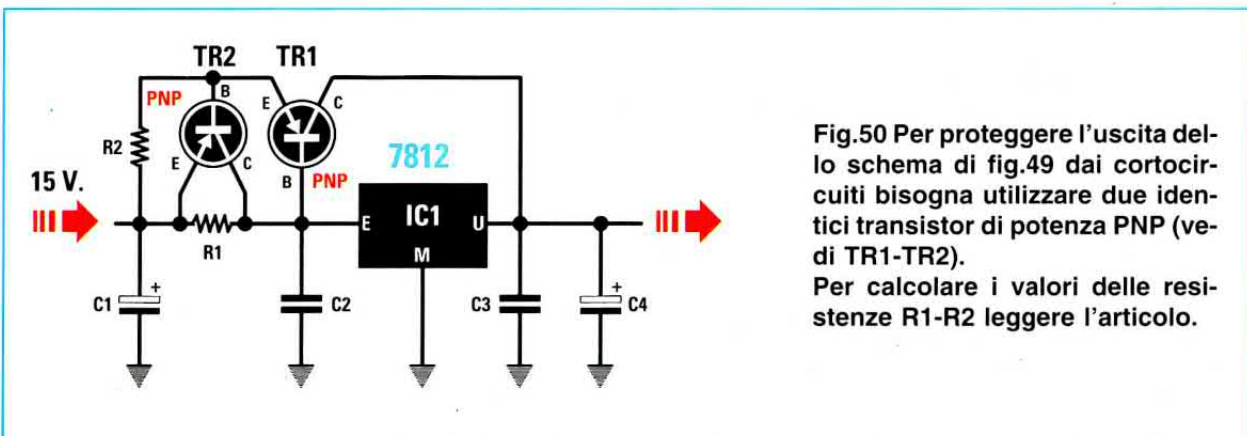 TR2 TR1
PNP
B
E
C
R2
E
C
7812
15 V.
B
PNP
E
IC1
U
R1
M
C1
+
C2
C3
+
C4
Fig.50 Per proteggere l'uscita del-
lo schema di fig.49 dai cortocir-
cuiti bisogna utilizzare due iden-
tici transistor di potenza PNP (ve-
di TR1-TR2).
Per calcolare i valori delle resi-
stenze R1-R2 leggere l'articolo.